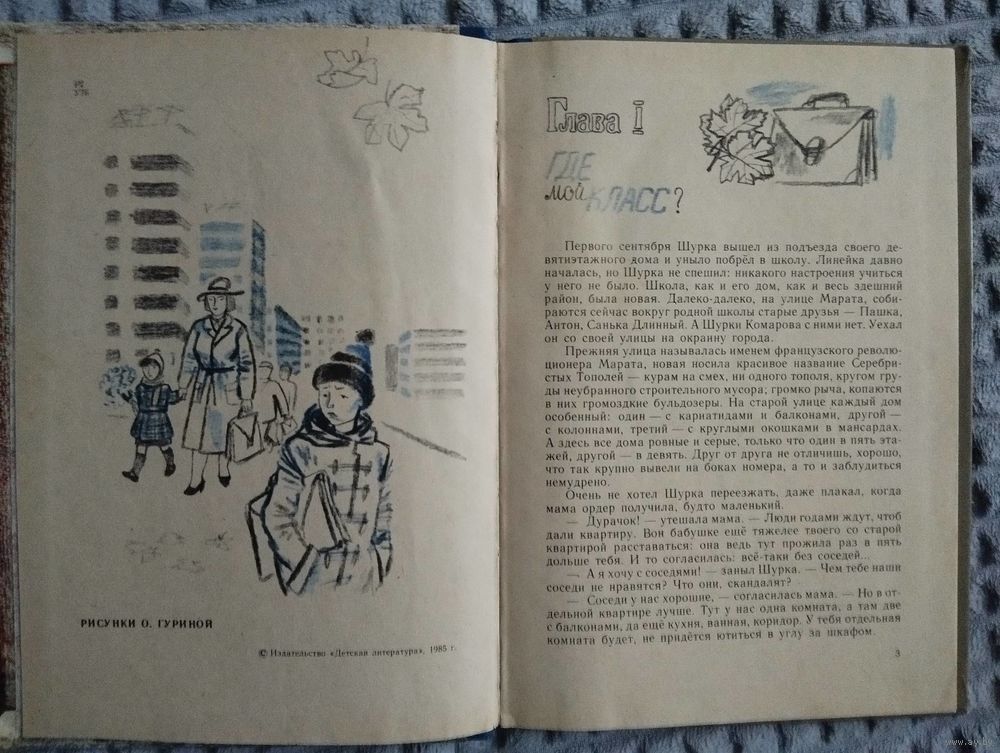 РИСУНКИ О. ГУРИНОЙ
© Издательство «Детская литература», 1985 г.
Глава I
ГДЕ
МОЙ КЛАСС?
Первого сентября Шурка вышел из подъезда своего де-
вятиэтажного дома и уныло побрёл в школу. Линейка давно
началась, но Шурка не спешил: никакого настроения учиться
у него не было. Школа, как и его дом, как и весь здешний
район, была новая. Далеко-далеко, на улице Марата, соби-
раются сейчас вокруг родной школы старые друзья — Пашка,
Антон, Санька Длинный. А Шурки Комарова с ними нет. Уехал
он со своей улицы на окраину города.
Прежняя улица называлась именем французского револю-
ционера Марата, новая носила красивое название Серебри-
стых Тополей — курам на смех, ни одного тополя, кругом гру-
ды неубранного строительного мусора; громко рыча, копаются
в них громоздкие бульдозеры. На старой улице каждый дом
особенный: один — с кариатидами и балконами, другой —
с колоннами, третий — с круглыми окошками в мансардах.
А здесь все дома ровные и серые, только что один в пять эта-
жей, другой — в девять. Друг от друга не отличишь, хорошо,
что так крупно вывели на боках номера, а то и заблудиться
немудрено.
Очень не хотел Шурка переезжать, даже плакал, когда
мама ордер получила, будто маленький.
— Дурачок! — утешала мама. — Люди годами ждут, чтоб
дали квартиру. Вон бабушке ещё тяжелее твоего со старой
квартирой расставаться: она ведь тут прожила раз в пять
дольше тебя. И то согласилась: всё-таки без соседей...
— А я хочу с соседями! — заныл Шурка. — Чем тебе наши
соседи не нравятся? Что они, скандалят?
— Соседи у нас хорошие, — согласилась мама. — Но в от-
дельной квартире лучше. Тут у нас одна комната, а там две
с балконами, да ещё кухня, ванная, коридор. У тебя отдельная
комната будет, не придётся ютиться в углу за шкафом.
3
www.ay.by